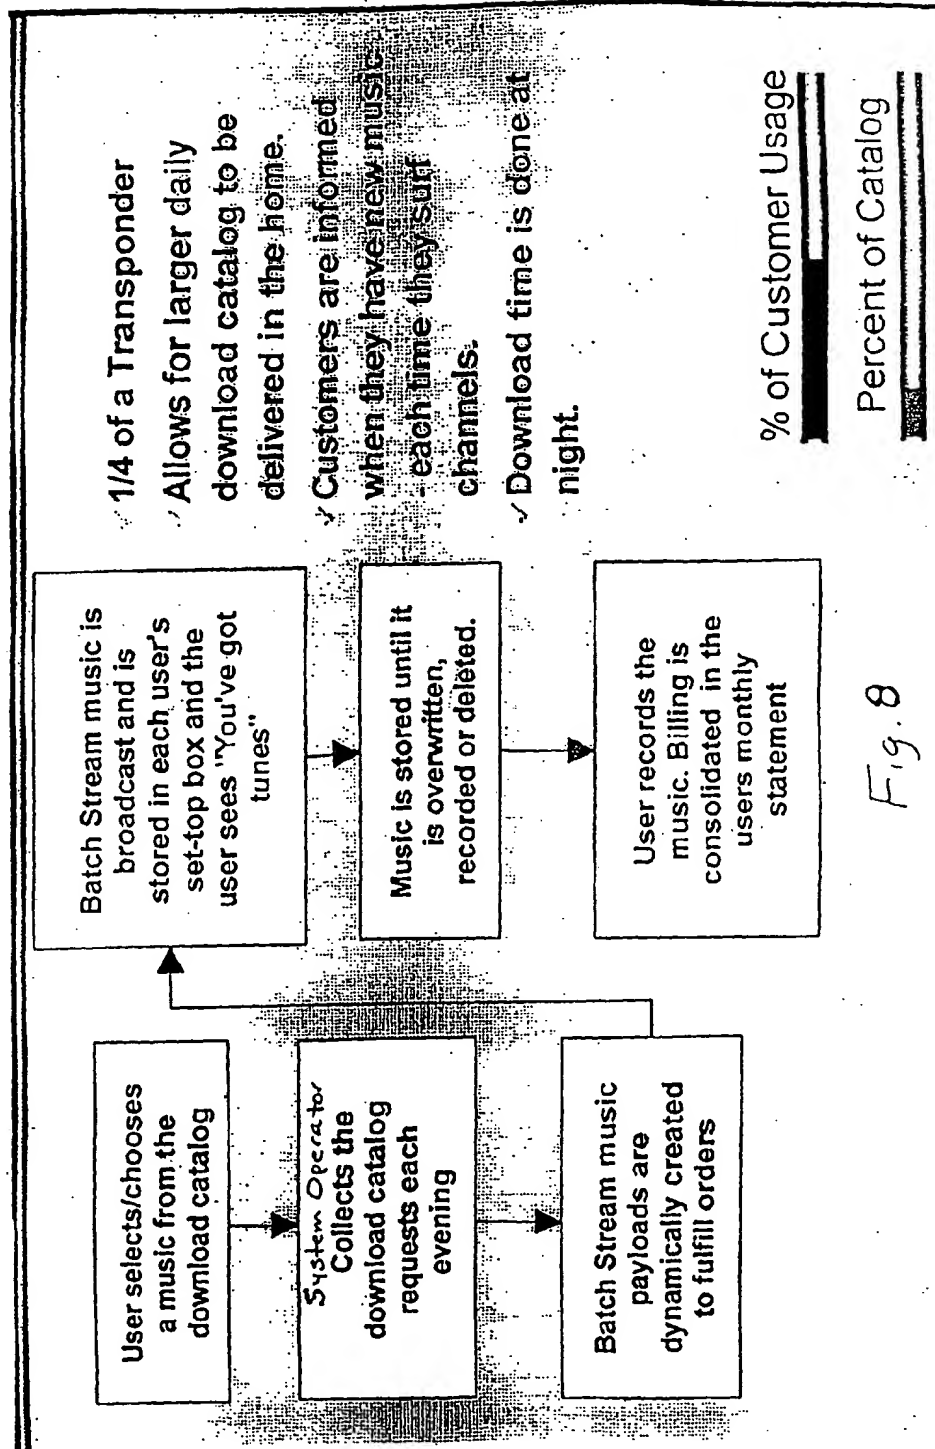 User selects/chooses
a music from the
download catalog
System Operator
Collects the
download catalog
requests each
evening
Batch Stream music
payloads are
dynamically created
to fulfill orders
Batch Stream music is
broadcast and is
stored in each user's
set-top box and the
user sees "You've got
tunes"
Music is stored until it
is overwritten,
recorded or deleted.
User records the
music. Billing is
consolidated in the
users monthly
statement
✓ 1/4 of a Transponder
✓ Allows for larger daily
download catalog to be
delivered in the home.
✓ Customers are informed
when they have new music
- each time they surf
channels.
✓ Download time is done at
night.
% of Customer Usage
Percent of Catalog
Fig. 8